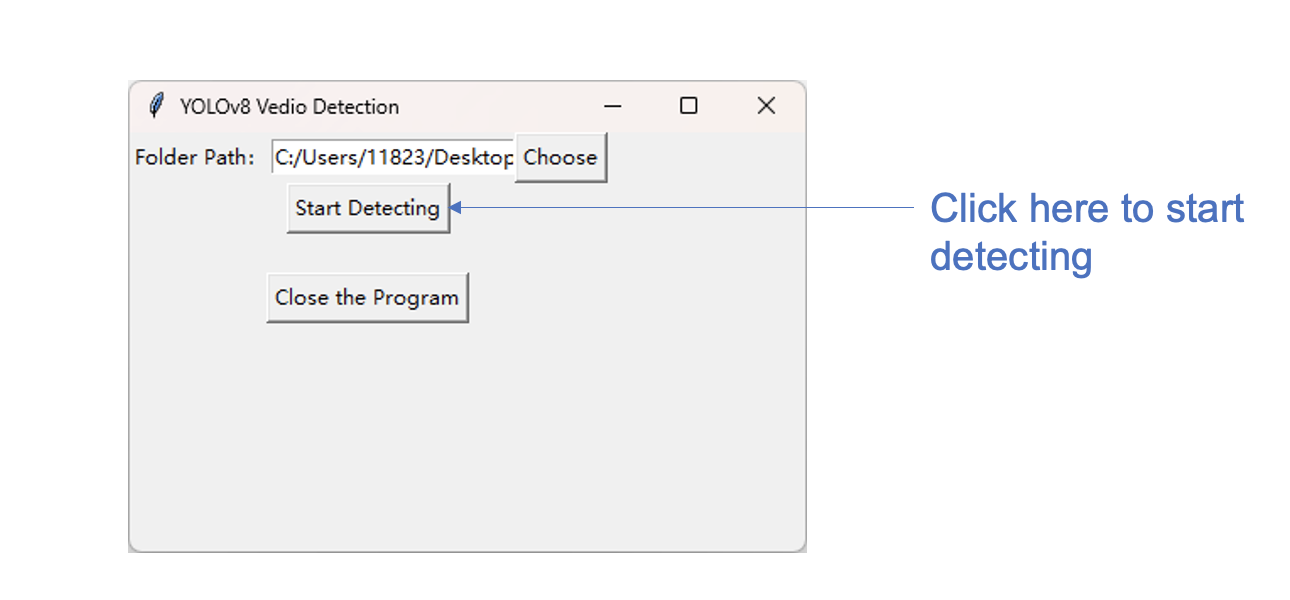 YOLOv8 Vedio Detection
Folder Path: C:/Users/11823/Desktop Choose
Start Detecting
Click here to start
detecting
Close the Program